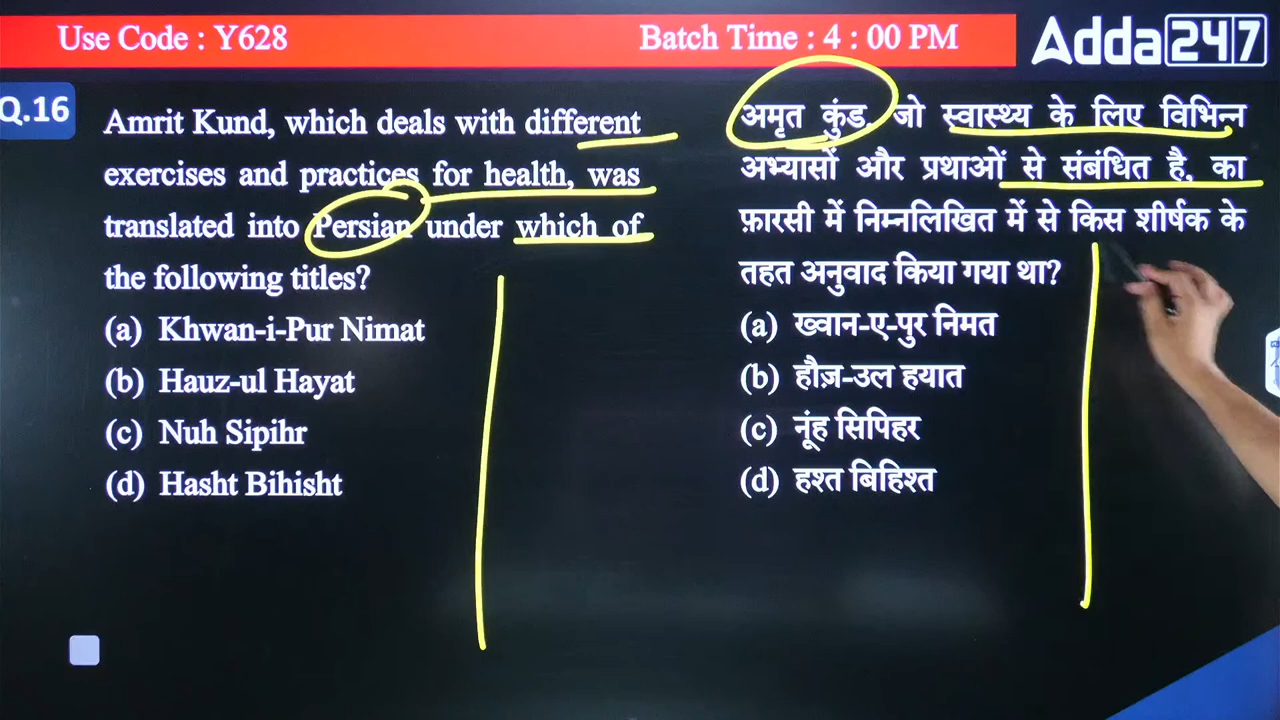 Use Code : Y628
Batch Time : 4 : 00 PM
Adda247
Q.16
Amrit Kund, which deals with different
exercises and practices for health, was
translated into Persian under which of
the following titles?
(a) Khwan-i-Pur Nimat
(b) Hauz-ul Hayat
(c) Nuh Sipihr
(d) Hasht Bihisht
अमृत कुंड, जो स्वास्थ्य के लिए विभिन्न
अभ्यासों और प्रथाओं से संबंधित है, का
फ़ारसी में निम्नलिखित में से किस शीर्षक के
तहत अनुवाद किया गया था?
(a) ख्वान-ए-पुर निमत
(b) हौज़-उल हयात
(c) नूंह सिपिहर
(d) हश्त बिहिश्त